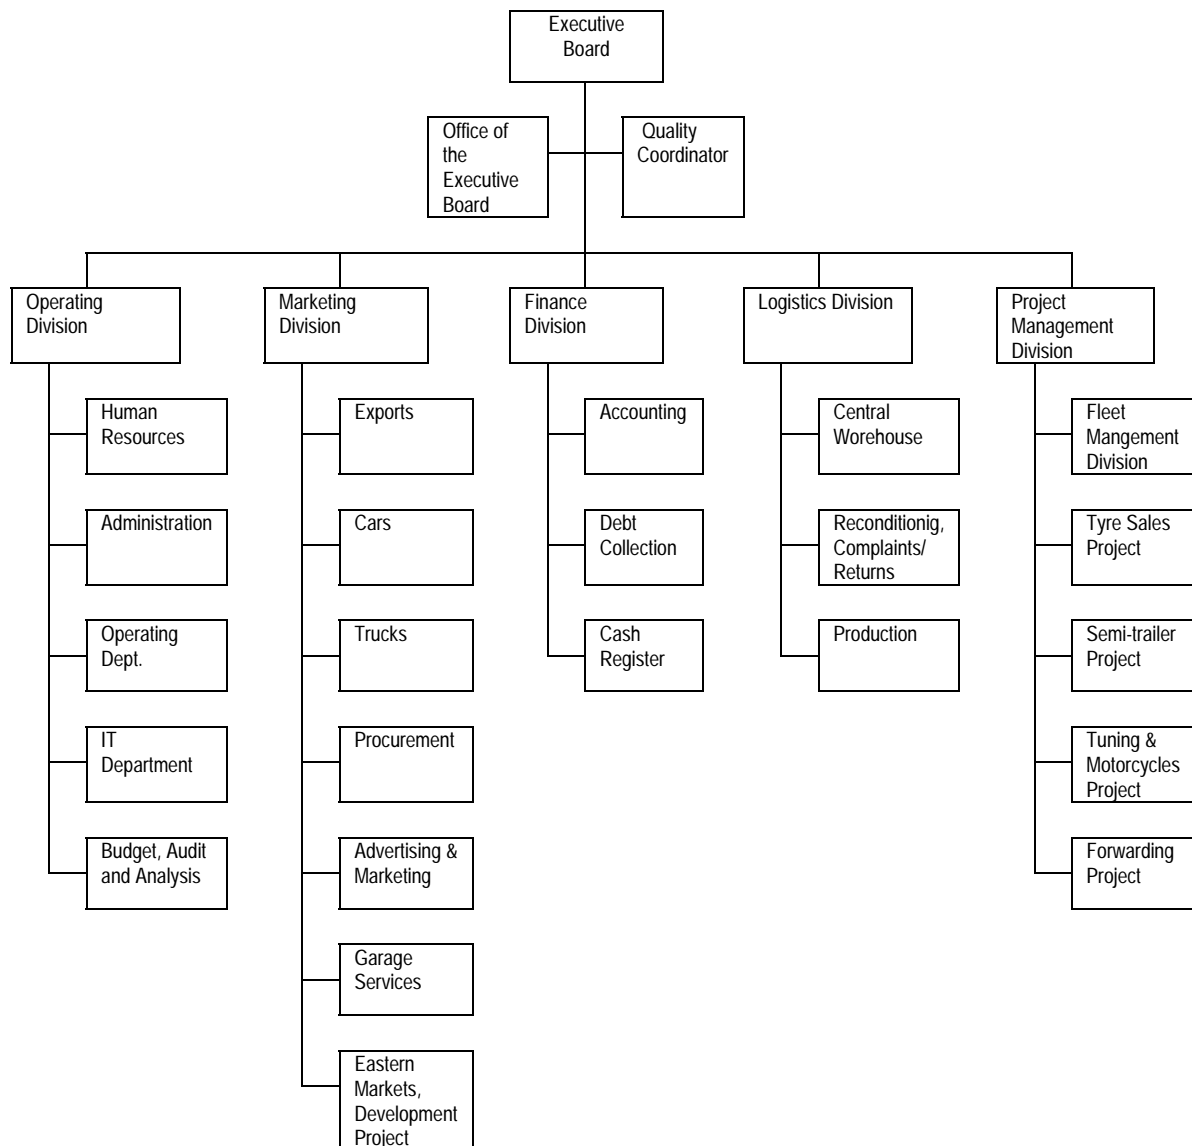 Executive
Board
Office of
the
Executive
Board
Quality
Coordinator
Operating
Division
Marketing
Division
Finance
Division
Logistics Division
Project
Management
Division
Human
Resources
Administration
Operating
Dept.
IT
Department
Budget, Audit
and Analysis
Exports
Cars
Trucks
Procurement
Advertising &
Marketing
Garage
Services
Eastern
Markets,
Development
Project
Accounting
Debt
Collection
Cash
Register
Central
Worehouse
Reconditionig,
Complaints/
Returns
Production
Fleet
Mangement
Division
Tyre Sales
Project
Semi-trailer
Project
Tuning &
Motorcycles
Project
Forwarding
Project